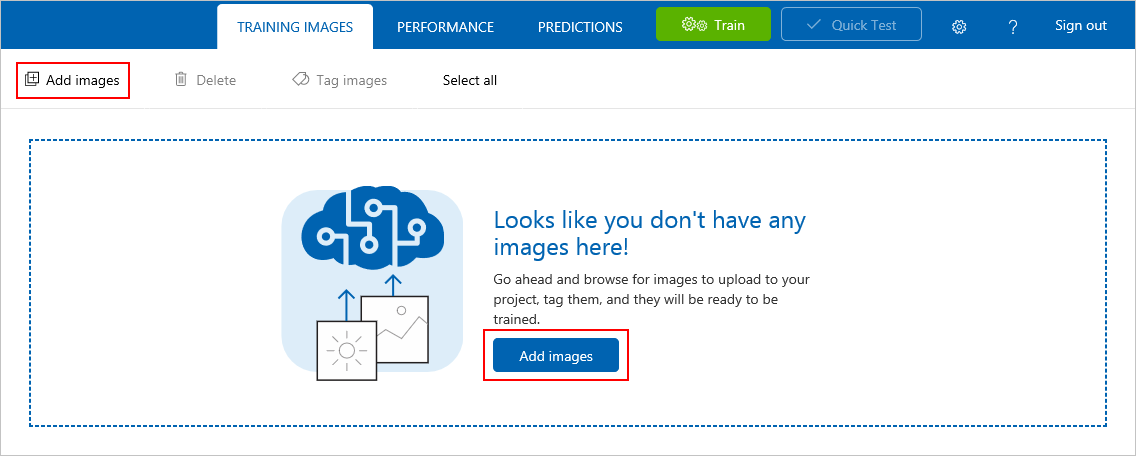 TRAINING IMAGES PERFORMANCE PREDICTIONS Train Quick Test ? Sign out
Add images Delete Tag images Select all
Looks like you don't have any
images here!
Go ahead and browse for images to upload to your
project, tag them, and they will be ready to be
trained.
Add images